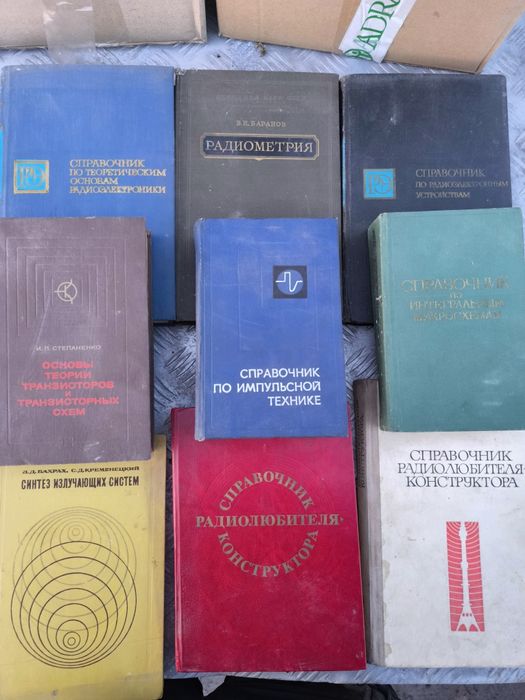 ADRA
СПРАВОЧНИК
ПО ТЕОРЕТИЧЕСКИМ
ОСНОВАМ
РАДИОЭЛЕКТРОНИКИ
В.И.БАРАНОВ
РАДИОМЕТРИЯ
СПРАВОЧНИК
ПО РАДИОЭЛЕКТРОННЫМ
УСТРОЙСТВАМ
И.П. СТЕПАНЕНКО
ОСНОВЫ
ТЕОРИИ
ТРАНЗИСТОРОВ
И
ТРАНЗИСТОРНЫХ
СХЕМ
СПРАВОЧНИК
ПО ИМПУЛЬСНОЙ
ТЕХНИКЕ
СПРАВОЧНИК
ПО
ИНТЕГРАЛЬНЫМ
МИКРОСХЕМАМ
Л.Д.БАХРАХ, С.Д.КРЕМЕНЕЦКИЙ
СИНТЕЗ ИЗЛУЧАЮЩИХ СИСТЕМ
СПРАВОЧНИК
РАДИОЛЮБИТЕЛЯ-
КОНСТРУКТОРА
СПРАВОЧНИК
РАДИОЛЮБИТЕЛЯ-
КОНСТРУКТОРА